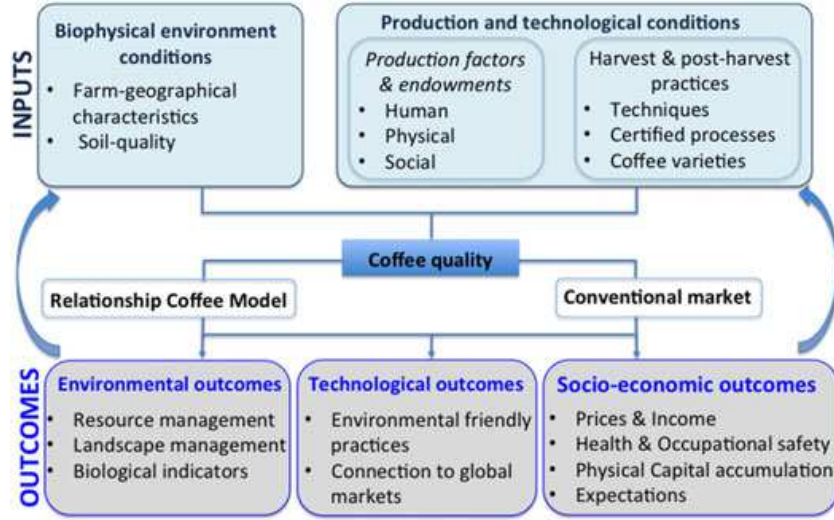 INPUTS
Biophysical environment
conditions
• Farm-geographical
characteristics
• Soil-quality
Production and technological conditions
Production factors
& endowments
• Human
• Physical
• Social
Harvest & post-harvest
practices
• Techniques
• Certified processes
• Coffee varieties
Coffee quality
Relationship Coffee Model
Conventional market
OUTCOMES
Environmental outcomes
• Resource management
• Landscape management
• Biological indicators
Technological outcomes
• Environmental friendly
practices
• Connection to global
markets
Socio-economic outcomes
• Prices & Income
• Health & Occupational safety
• Physical Capital accumulation
• Expectations